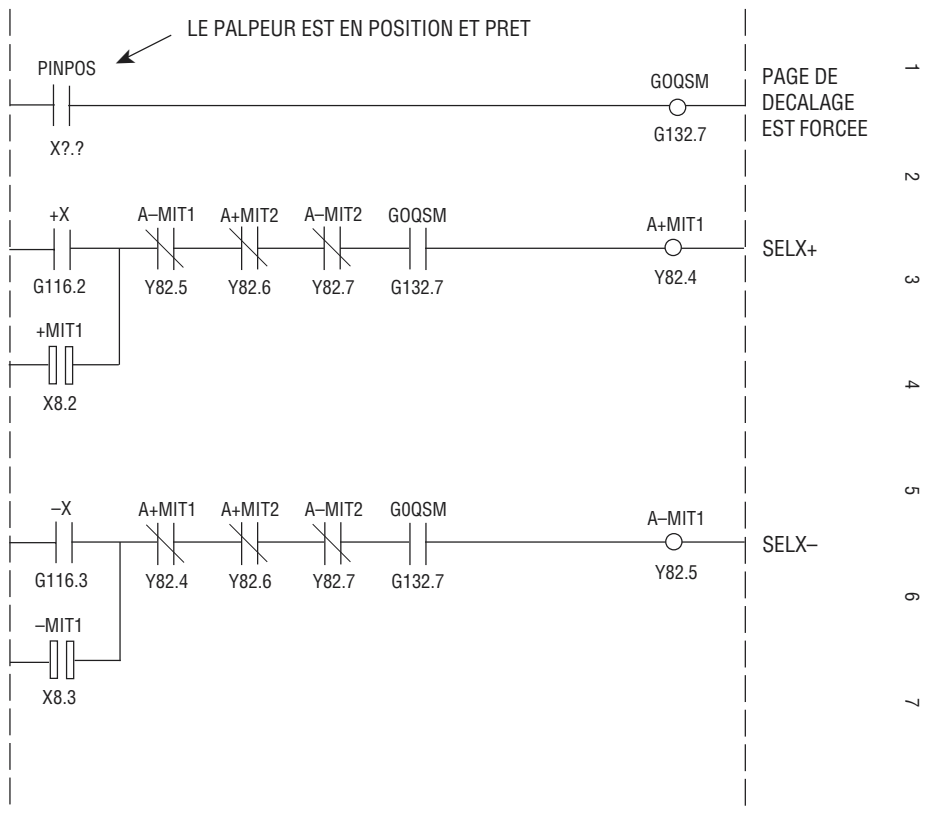 LE PALPEUR EST EN POSITION ET PRET
PINPOS
X?.?
GOQSM
G132.7
PAGE DE
DECALAGE
EST FORCEE
1
2
+X
G116.2
A–MIT1
Y82.5
A+MIT2
Y82.6
A–MIT2
Y82.7
GOQSM
G132.7
A+MIT1
Y82.4
SELX+
3
+MIT1
X8.2
4
5
–X
G116.3
A+MIT1
Y82.4
A+MIT2
Y82.6
A–MIT2
Y82.7
G0QSM
G132.7
A–MIT1
Y82.5
SELX–
6
–MIT1
X8.3
7